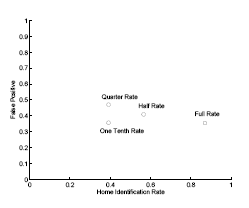 1
0.9
0.8
0.7
0.6
0.5
0.4
0.3
0.2
0.1
0
False Positive
Quarter Rate
Half Rate
Full Rate
One Tenth Rate
0 0.2 0.4 0.6 0.8 1
Home Identification Rate